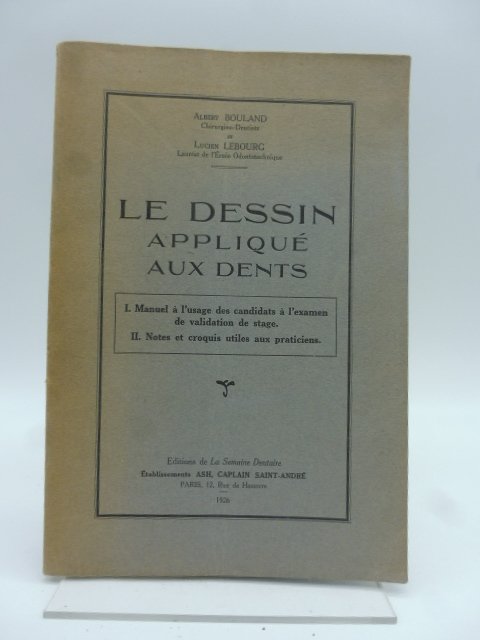 Albert BOULAND
Chirurgien-Dentiste
et
Lucien LEBOURG
Lauréat de l'École Odontotechnique
LE DESSIN
APPLIQUÉ
AUX DENTS
I. Manuel à l'usage des candidats à l'examen
de validation de stage.
II. Notes et croquis utiles aux praticiens.
Editions de La Semaine Dentaire
Etablissements ASH, CAPLAIN SAINT-ANDRÉ
PARIS, 12, Rue de Hanovre
1926